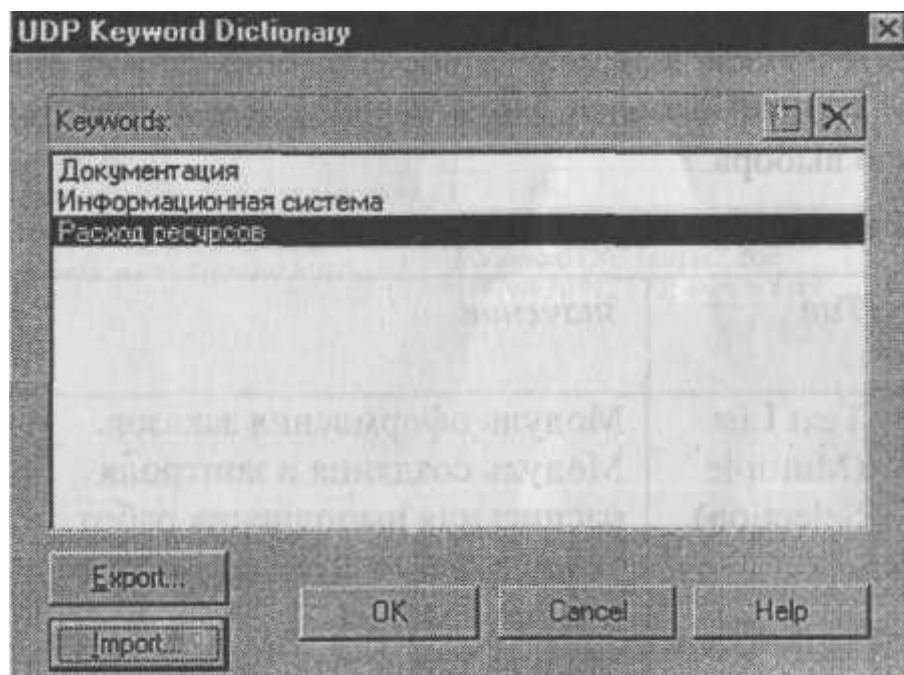 UDP Keyword Dictionary
Keywords:
Документация
Информационная система
Расход ресурсов
Export...
Import...
OK
Cancel
Help